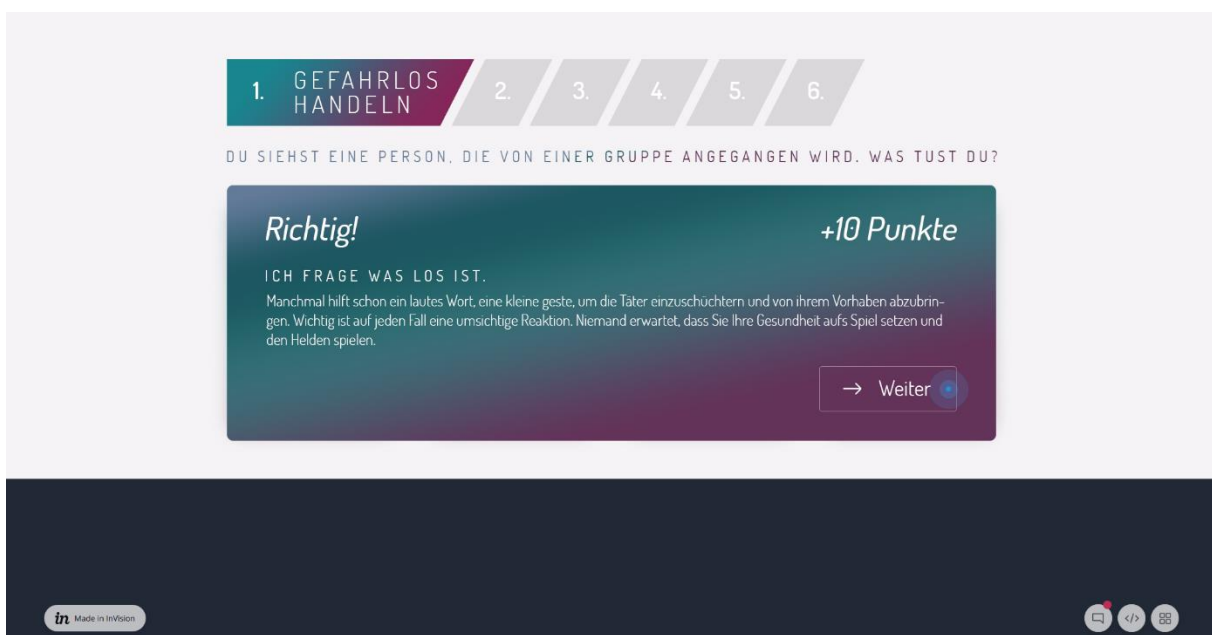 1. GEFAHRLOS
HANDELN
2.
3.
4.
5.
6.
DU SIEHST EINE PERSON, DIE VON EINER GRUPPE ANGEGANGEN WIRD. WAS TUST DU?
Richtig!
+10 Punkte
ICH FRAGE WAS LOS IST.
Manchmal hilft schon ein lautes Wort, eine kleine geste, um die Täter einzuschüchtern und von ihrem Vorhaben abzubrin-
gen. Wichtig ist auf jeden Fall eine umsichtige Reaktion. Niemand erwartet, dass Sie Ihre Gesundheit aufs Spiel setzen und
den Helden spielen.
→ Weiter
in Made in InVision